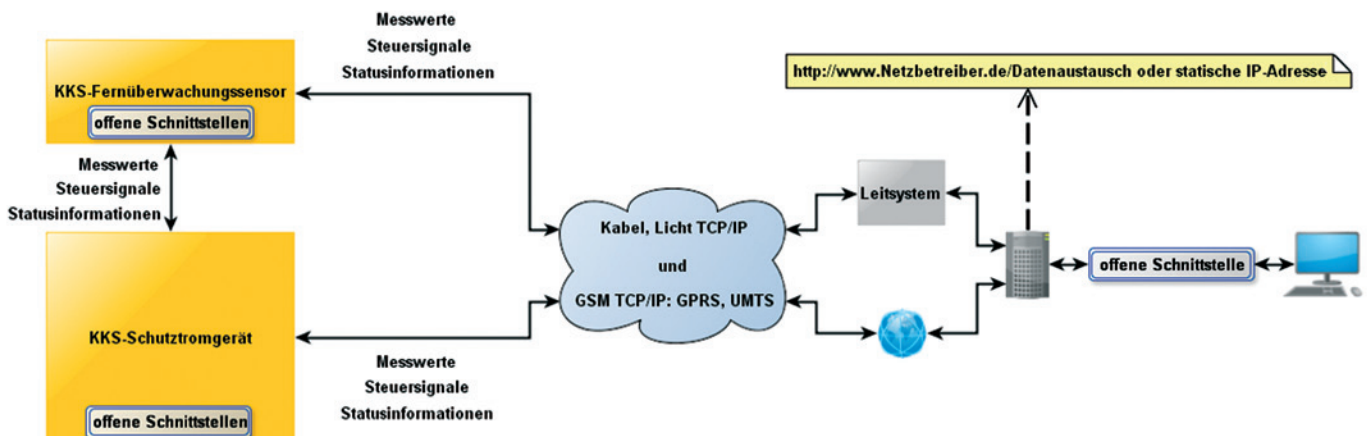 Messwerte
Steuersignale
Statusinformationen
KKS-Fernüberwachungssensor
offene Schnittstellen
Messwerte
Steuersignale
Statusinformationen
KKS-Schutztromgerät
offene Schnittstellen
Messwerte
Steuersignale
Statusinformationen
Kabel, Licht TCP/IP
und
GSM TCP/IP: GPRS, UMTS
Leitsystem
http://www.Netzbetreiber.de/Datenaustausch oder statische IP-Adresse
offene Schnittstelle